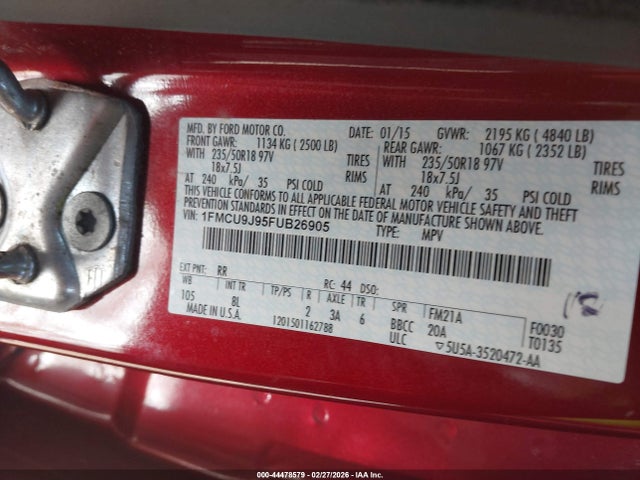 MFD. BY FORD MOTOR CO. DATE: 01/15 GVWR: 2195 KG ( 4840 LB)
FRONT GAWR: 1134 KG ( 2500 LB) REAR GAWR: 1067 KG ( 2352 LB)
WITH 235/50R18 97V TIRES WITH 235/50R18 97V TIRES
18x7.5J RIMS 18x7.5J RIMS
AT 240 kPa/ 35 PSI COLD AT 240 kPa/ 35 PSI COLD
THIS VEHICLE CONFORMS TO ALL APPLICABLE FEDERAL MOTOR VEHICLE SAFETY AND THEFT
PREVENTION STANDARDS IN EFFECT ON THE DATE OF MANUFACTURE SHOWN ABOVE.
VIN: 1FMCU9J95FUB26905 TYPE: MPV
EXT PNT: RR RC: 44 DSO:
WB INT TR TP/PS R AXLE TR SPR
105 8L 2 3A 6 BBCC FM21A F0030
MADE IN U.S.A. 1201501162788 ULC 20A T0135
5U5A-3520472-AA
000-44478579 - 02/27/2026 - IAA Inc.